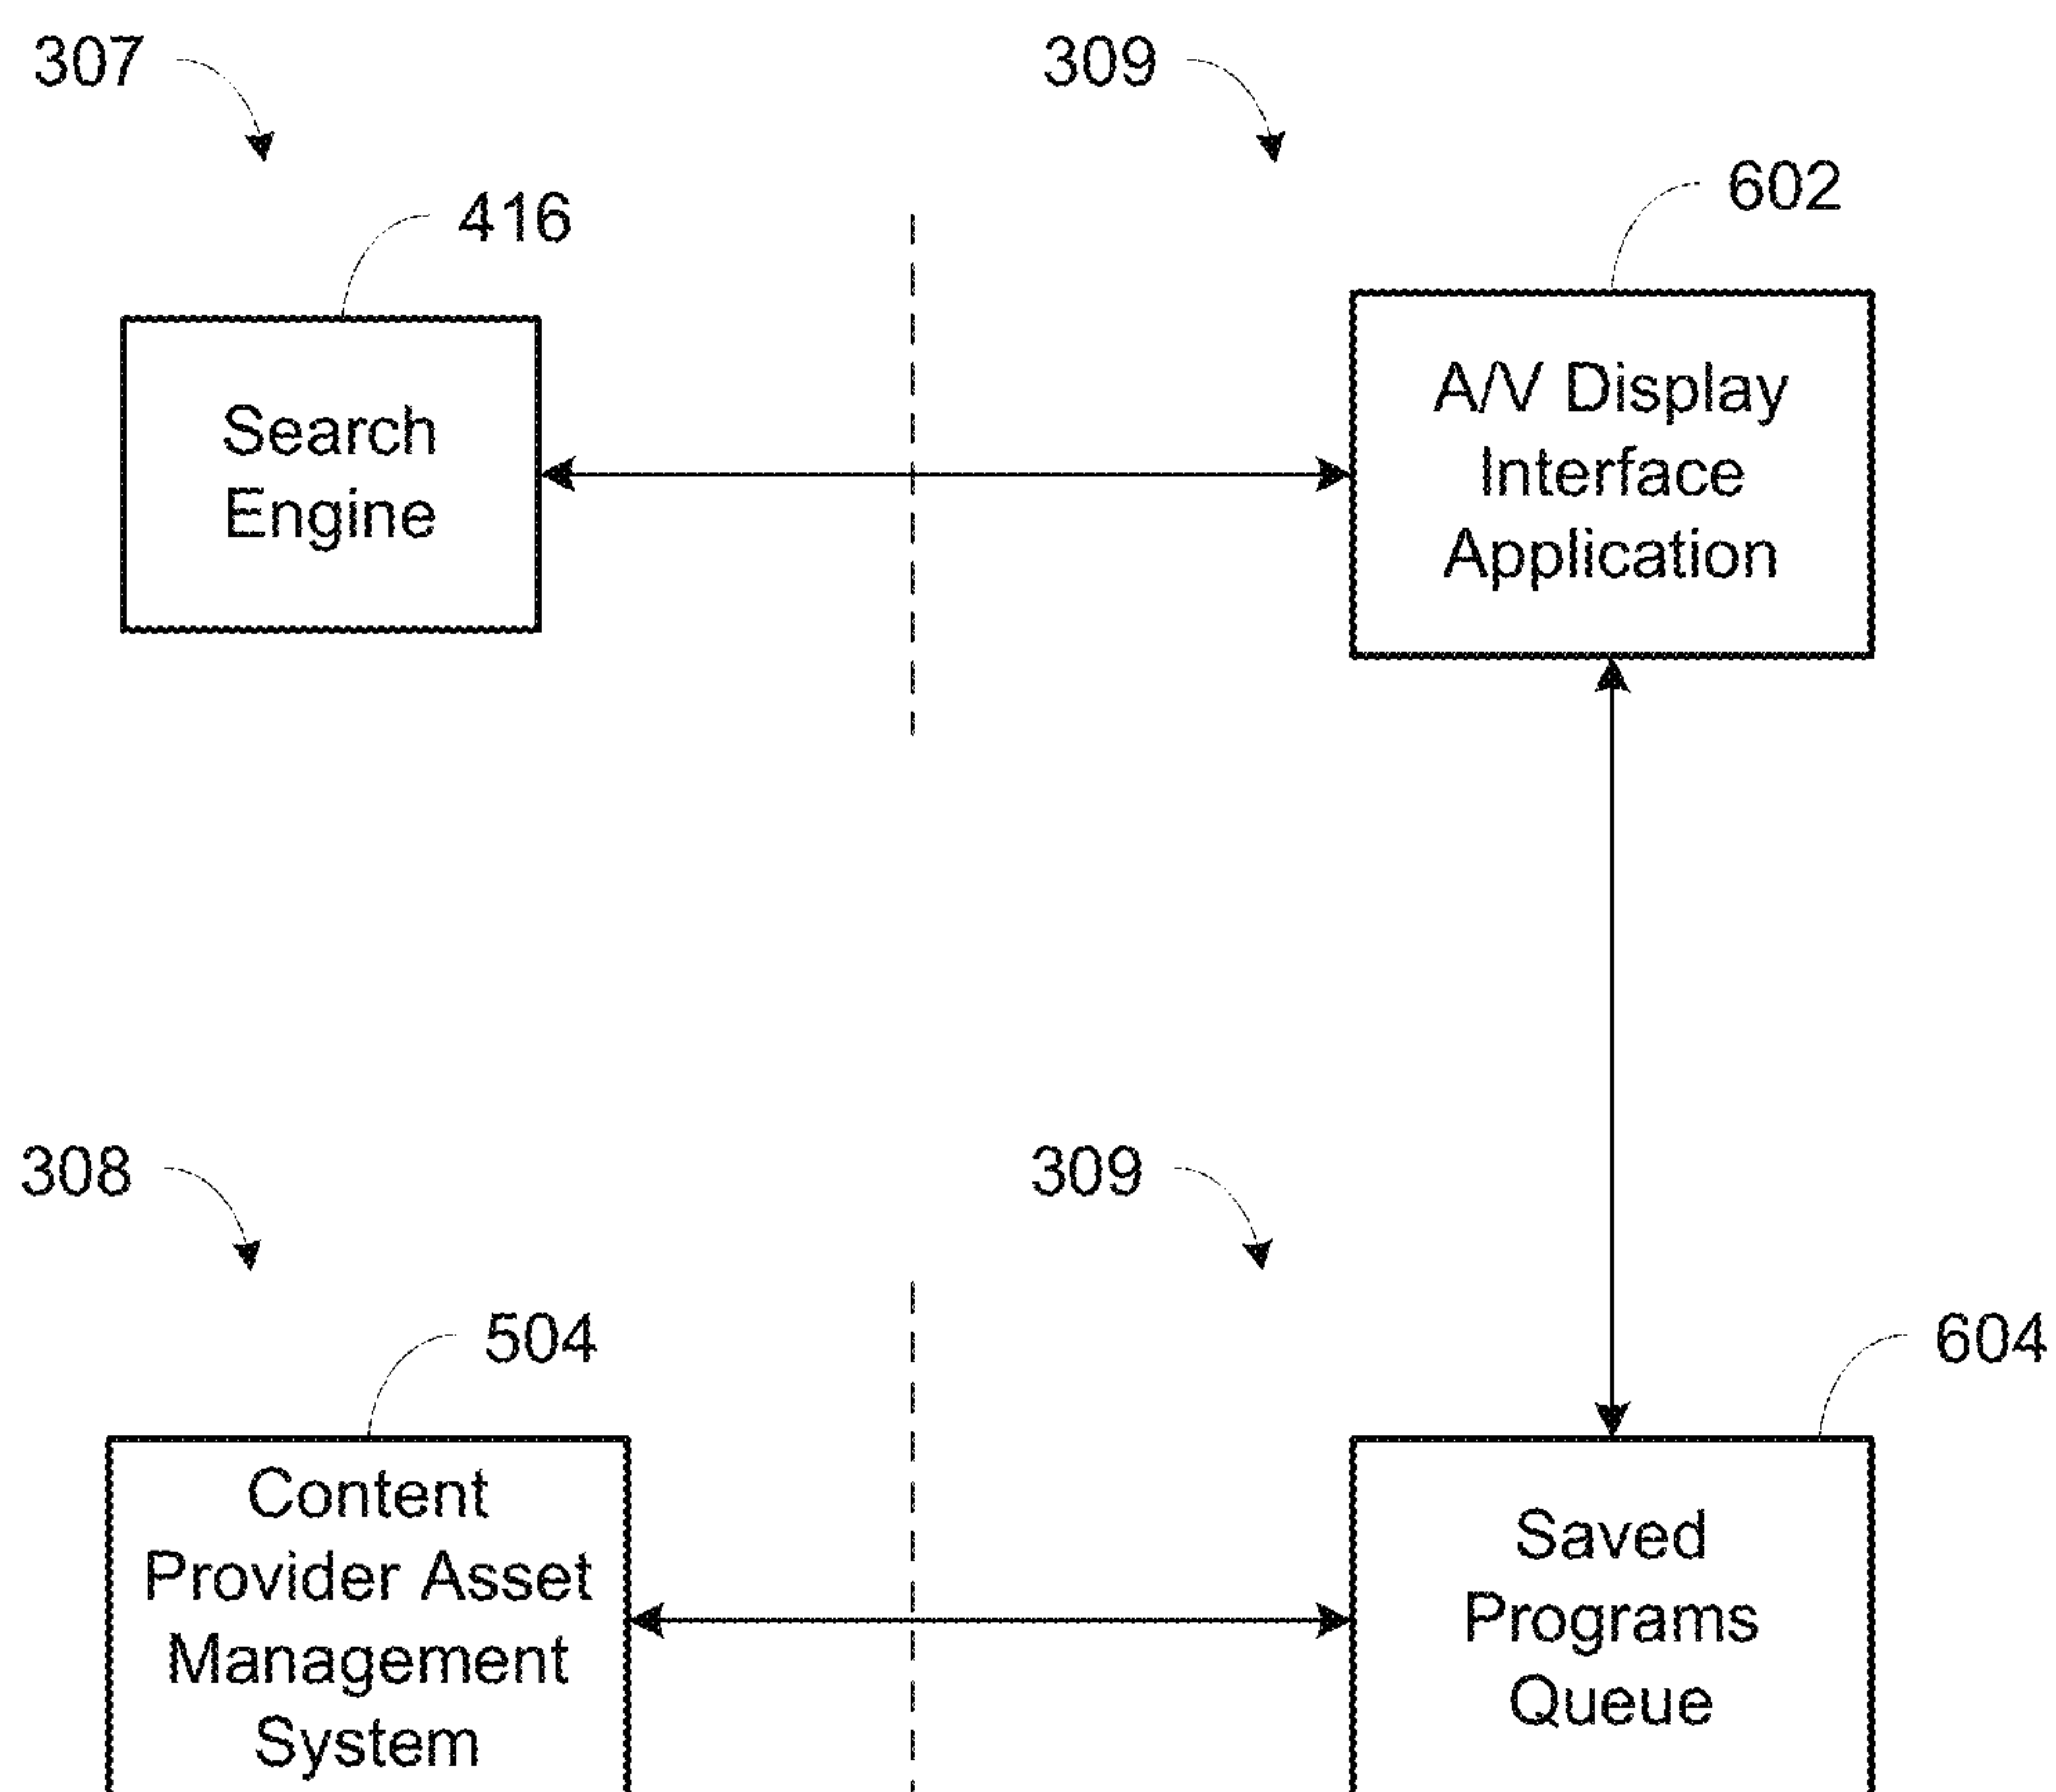 307
309
416
602
Search
Engine
A/V Display
Interface
Application
308
309
504
604
Content
Provider Asset
Management
System
Saved
Programs
Queue